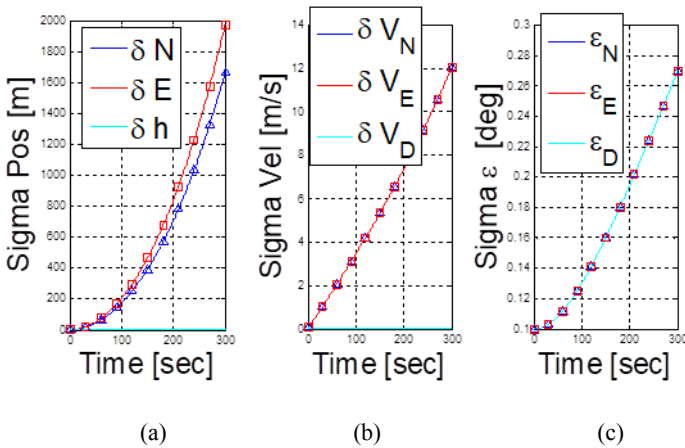 Sigma Pos [m]
2000
1800
1600
1400
1200
1000
800
600
400
200
0
δ N
δ E
δ h
0 100 200 300
Time [sec]
(a)
Sigma Vel [m/s]
14
12
10
8
6
4
2
0
δ V_N
δ V_E
δ V_D
0 100 200 300
Time [sec]
(b)
Sigma ε [deg]
0.3
0.28
0.26
0.24
0.22
0.2
0.18
0.16
0.14
0.12
0.1
ε_N
ε_E
ε_D
0 100 200 300
Time [sec]
(c)